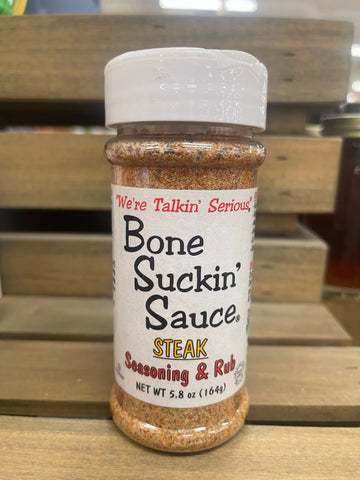 "We're Talkin' Serious"
Bone
Suckin'
Sauce®
STEAK
Seasoning & Rub
NET WT 5.8 oz (164g)